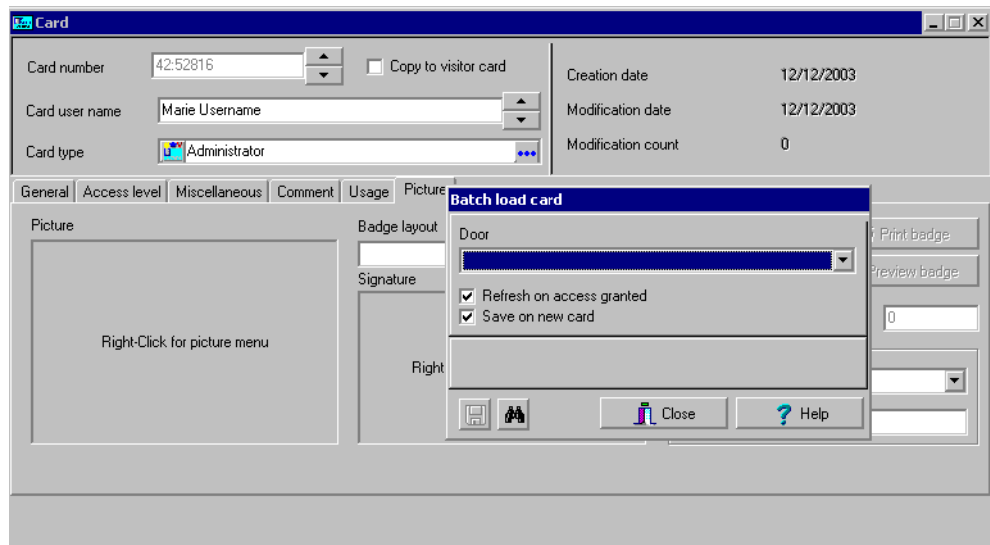 Card
Card number 42:52816 Copy to visitor card
Creation date 12/12/2003
Card user name Marie Username
Modification date 12/12/2003
Card type Administrator
Modification count 0
General Access level Miscellaneous Comment Usage Picture
Batch load card
Picture Badge layout
Door
Print badge
Preview badge
Signature
Refresh on access granted
Save on new card
0
Right-Click for picture menu
Right
Close Help